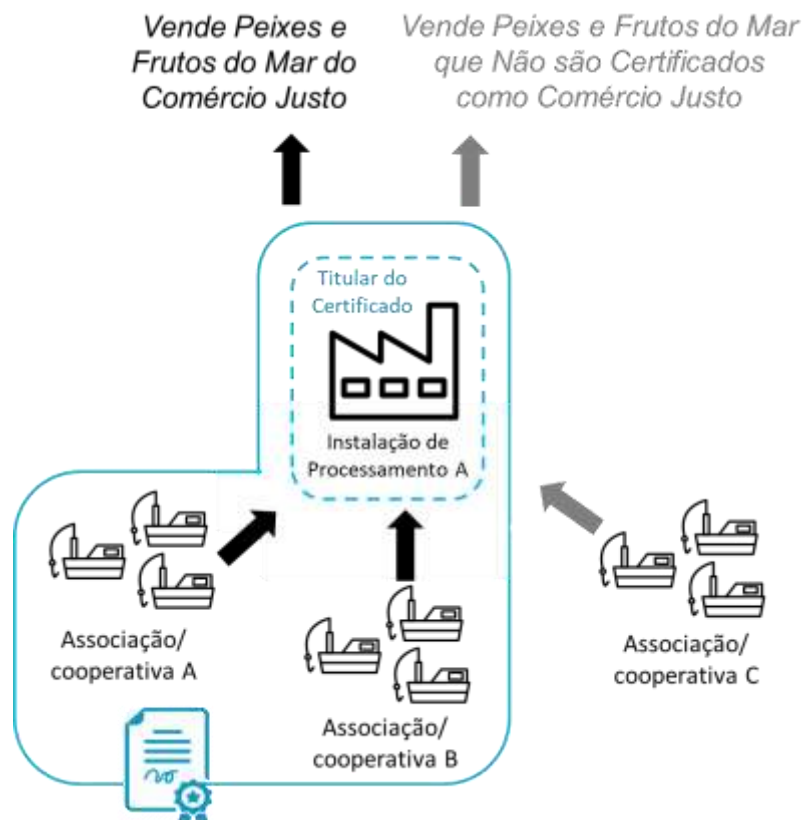 Vende Peixes e
Frutos do Mar do
Comércio Justo
Vende Peixes e Frutos do Mar
que Não são Certificados
como Comércio Justo
Titular do
Certificado
Instalação de
Processamento A
Associação/
cooperativa A
Associação/
cooperativa B
Associação/
cooperativa C